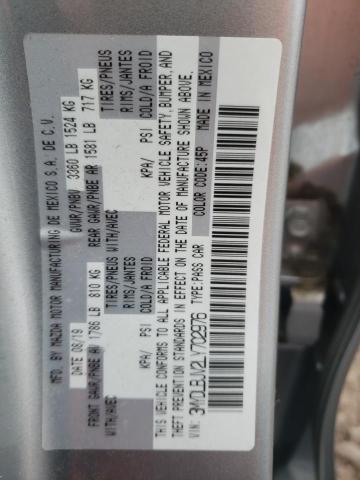 MFD. BY MAZDA MOTOR MANUFACTURING DE MEXICO S.A. DE C.V.
DATE: 08/19 GVWR/PNBV 3360 LB 1524 KG
FRONT GAWR/PNBE AV 1786 LB 810 KG REAR GAWR/PNBE AR 1581 LB 717 KG
WITH/AVEC TIRES/PNEUS WITH/AVEC TIRES/PNEUS
RIMS/JANTES RIMS/JANTES
KPA/ PSI COLD/A FROID KPA/ PSI COLD/A FROID
THIS VEHICLE CONFORMS TO ALL APPLICABLE FEDERAL MOTOR VEHICLE SAFETY, BUMPER, AND
THEFT PREVENTION STANDARDS IN EFFECT ON THE DATE OF MANUFACTURE SHOWN ABOVE.
VIN: 3MYDLBJV2LY702976 TYPE:PASS CAR COLOR CODE:45P MADE IN MEXICO